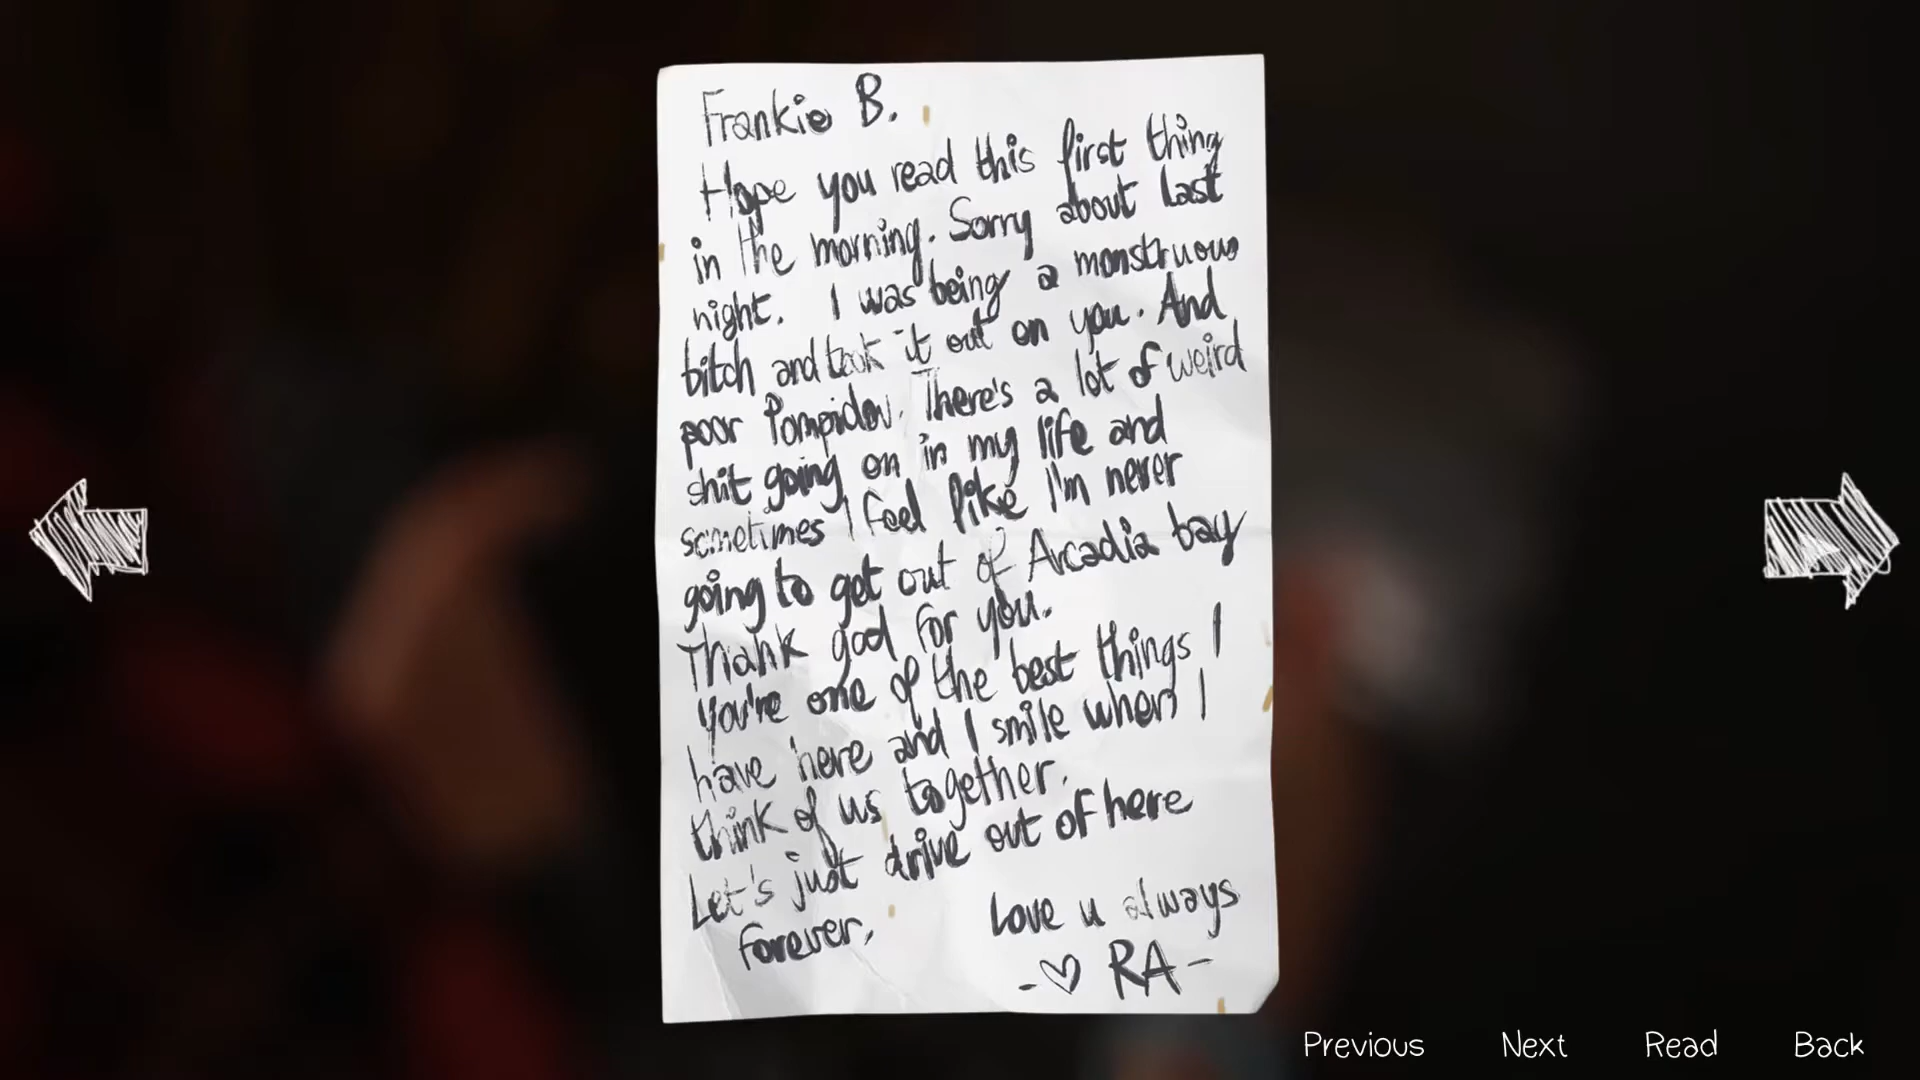 Frankie B.
Hope you read this first thing
in the morning. Sorry about last
night. I was being a monstruous
bitch and took it out on you. And
poor Pompidou. There's a lot of weird
shit going on in my life and
sometimes I feel like I'm never
going to get out of Arcadia bay
Thank god for you.
You're one of the best things I
have here and I smile when I
think of us together.
Let's just drive out of here
forever.
Love u always
-♡ RA-
Previous Next Read Back